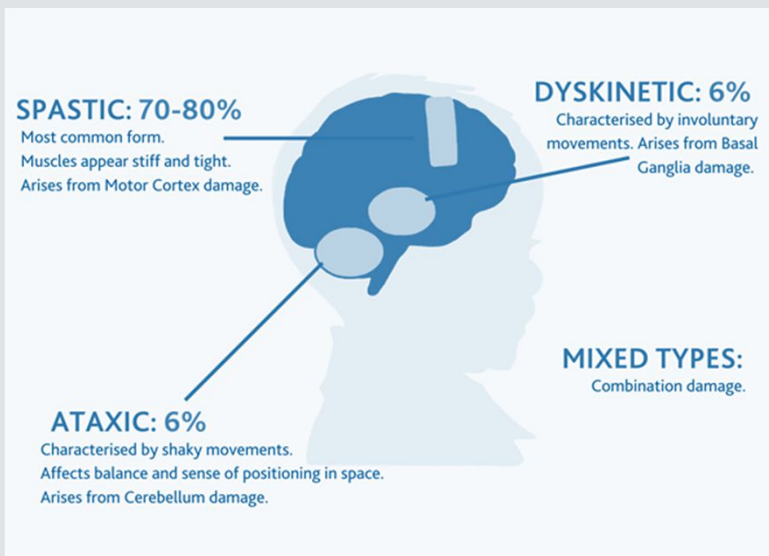 SPASTIC: 70-80%
Most common form.
Muscles appear stiff and tight.
Arises from Motor Cortex damage.
DYSKINETIC: 6%
Characterised by involuntary
movements. Arises from Basal
Ganglia damage.
MIXED TYPES:
Combination damage.
ATAXIC: 6%
Characterised by shaky movements.
Affects balance and sense of positioning in space.
Arises from Cerebellum damage.